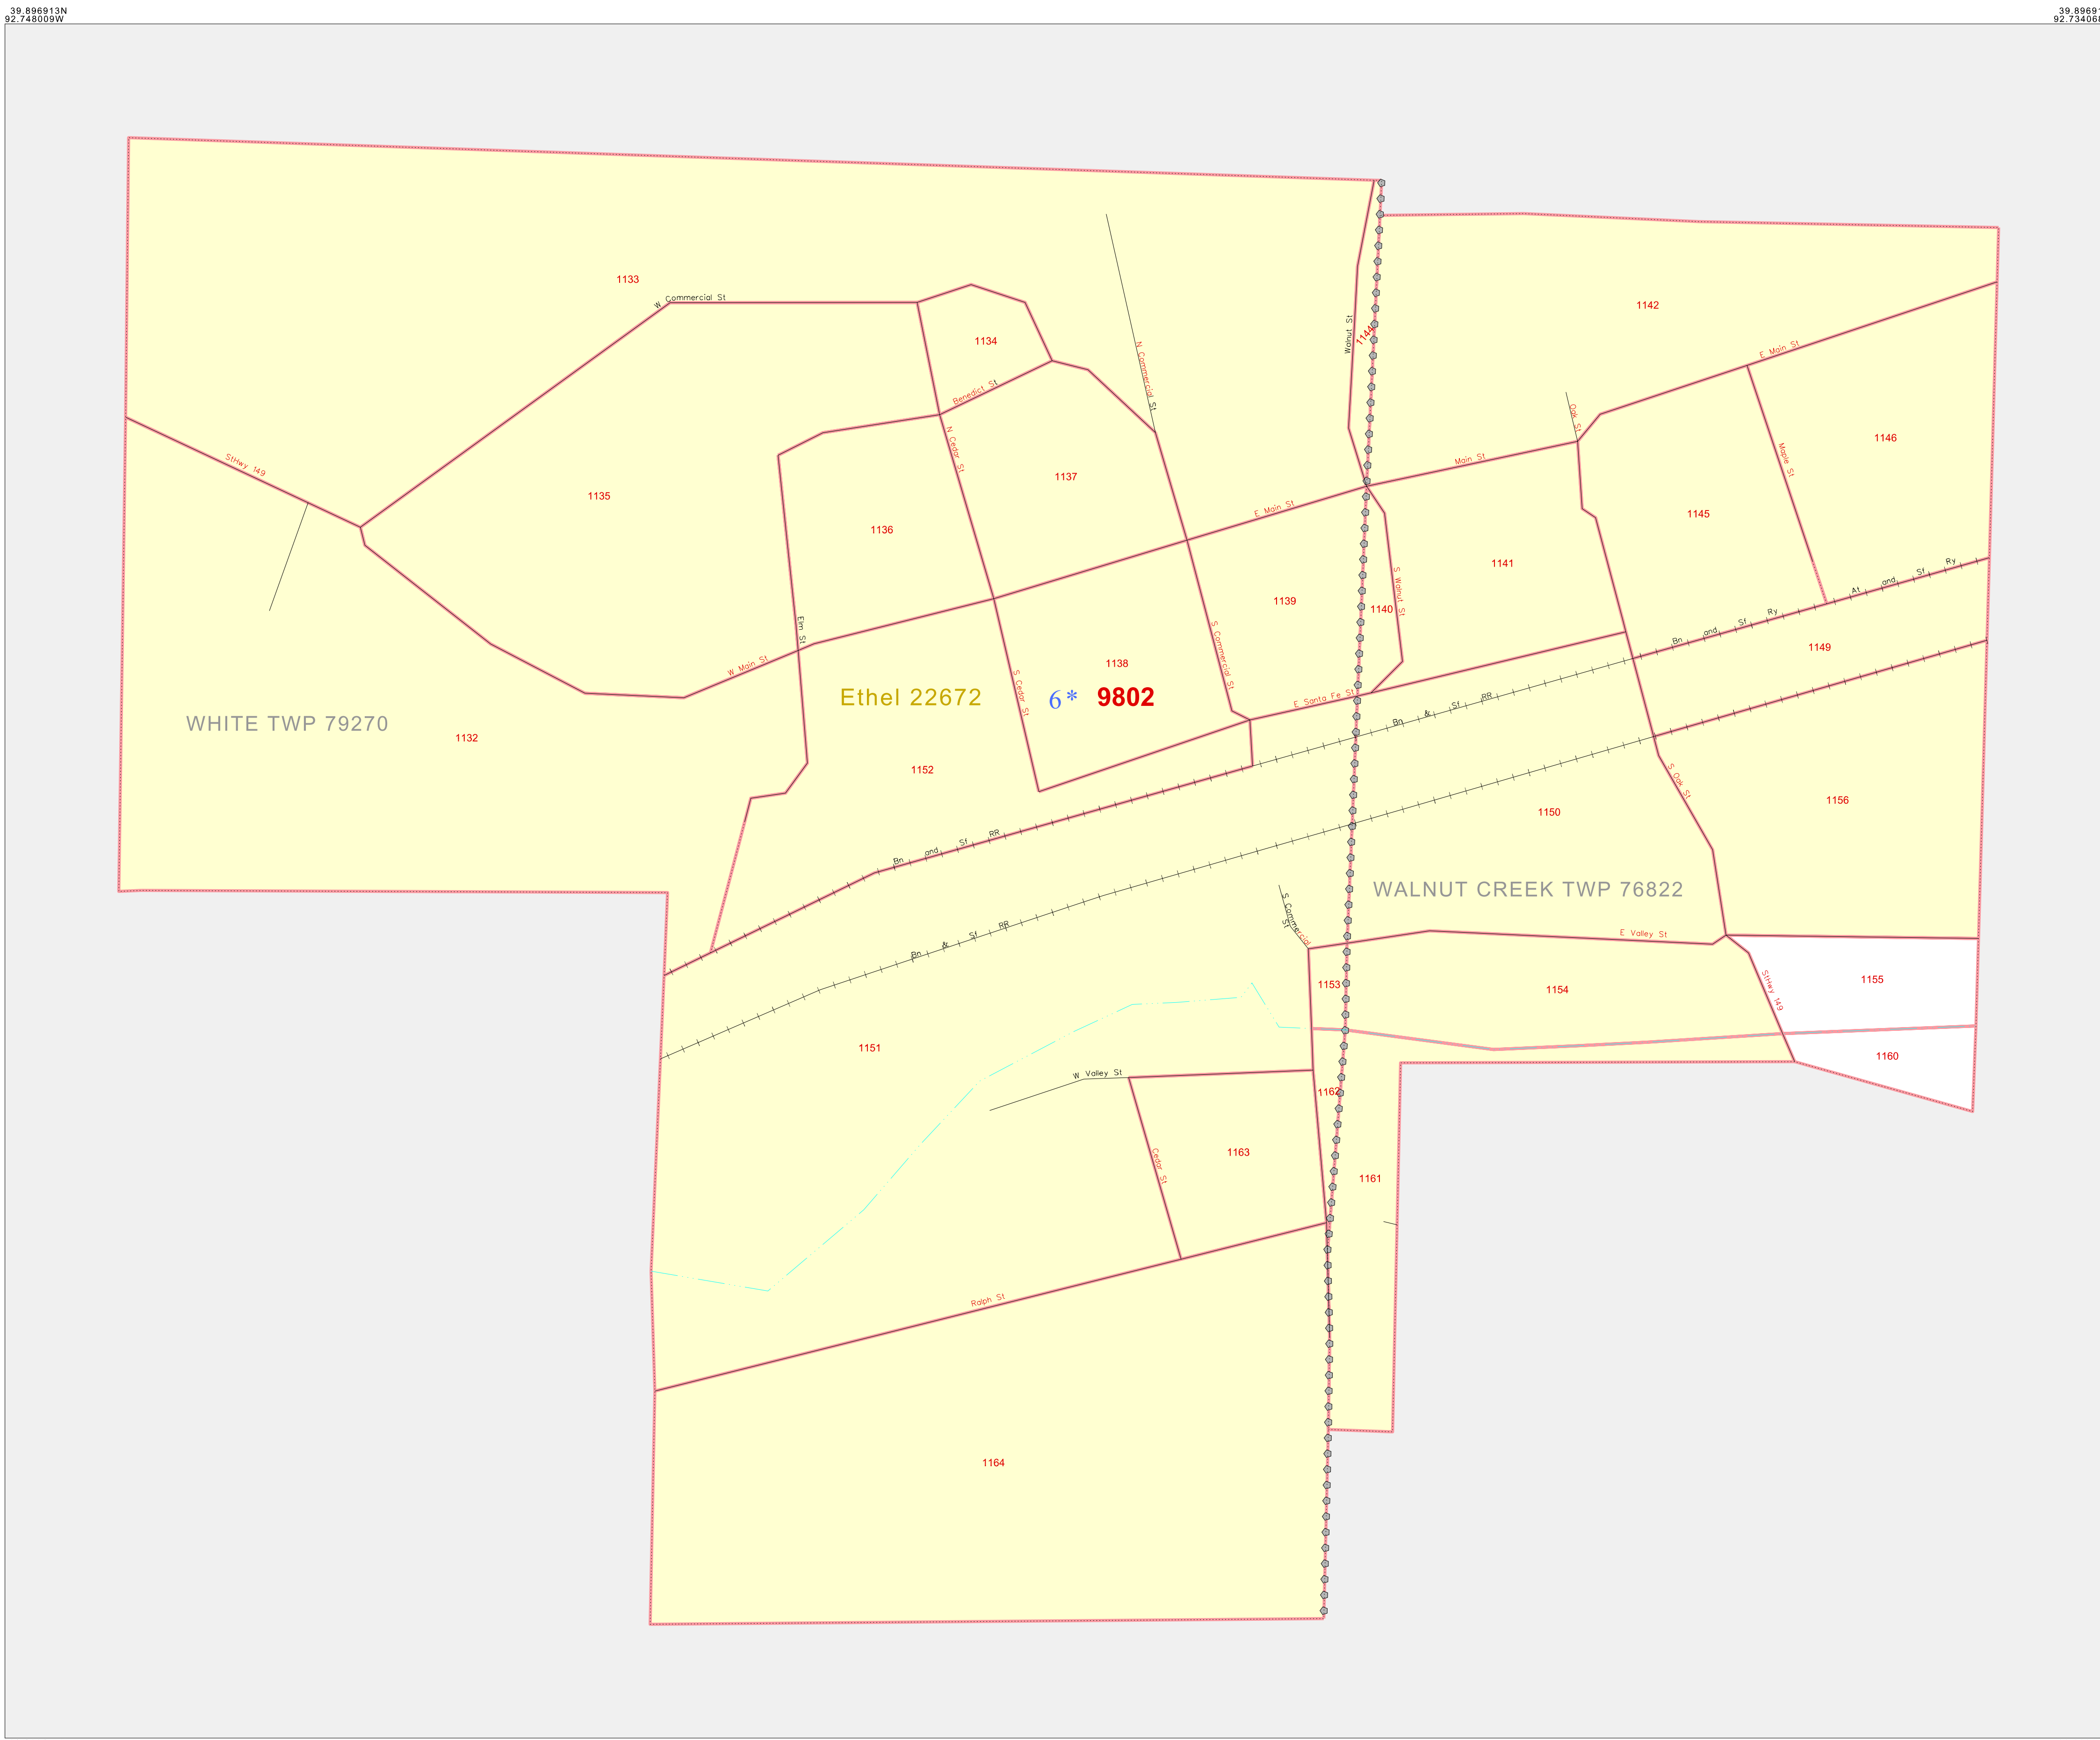 39.896913N
92.748009W
39.8969
92.734068
1133
W Commercial St
1134
Benedict St
N Commercial St
Walnut St
1144
1142
E Main St
Oak St
Maple St
1146
StHwy 149
1135
N Cedar St
1137
1136
Main St
E Main St
1145
1141
1139
1140
S Walnut St
At and Sf Ry
Bn and Sf Ry
1149
Elm St
W Main St
1138
S Commercial St
S Cedar St
E Santa Fe St
Ethel 22672
6*
9802
WHITE TWP 79270
1132
1152
Bn & Sf RR
S Oak St
1156
1150
Bn and Sf RR
WALNUT CREEK TWP 76822
S Commercial St
Bn & Sf RR
E Valley St
1153
1154
1155
StHwy 149
1151
1160
W Valley St
1162
1163
Cedar St
1161
Ralph St
1164